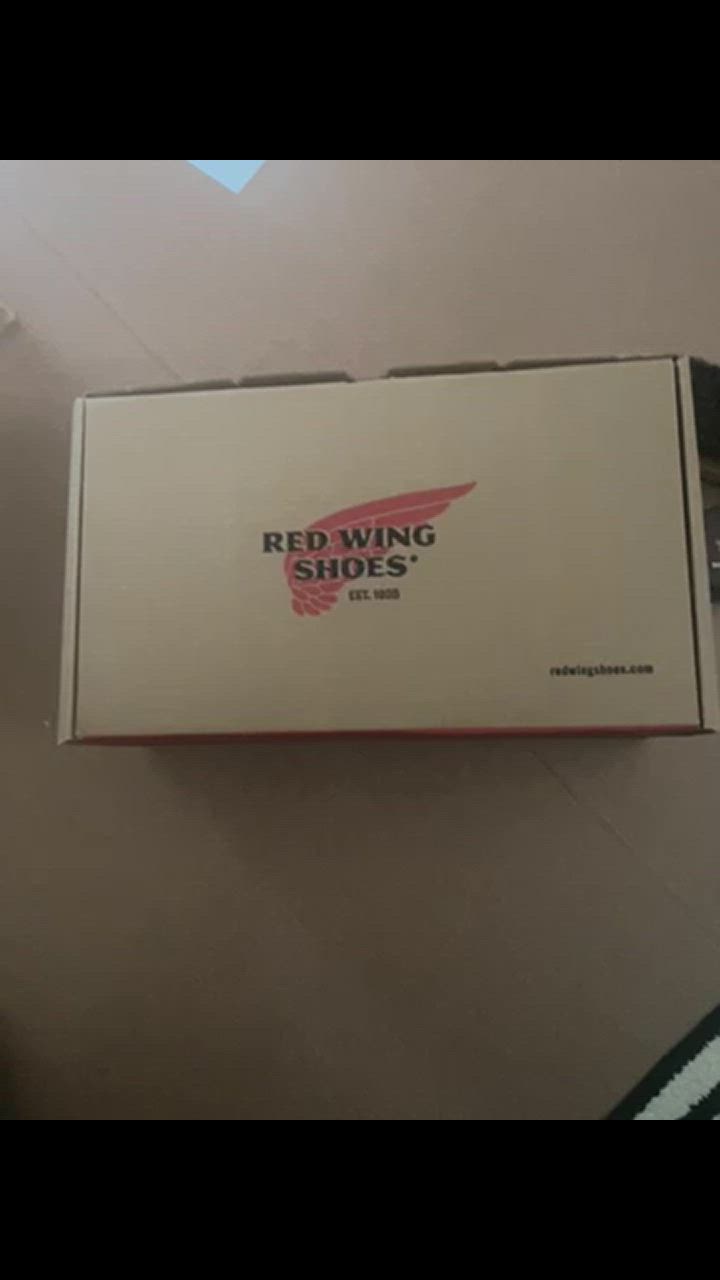 RED WING
SHOES®
EST. 1905
redwingshoes.com